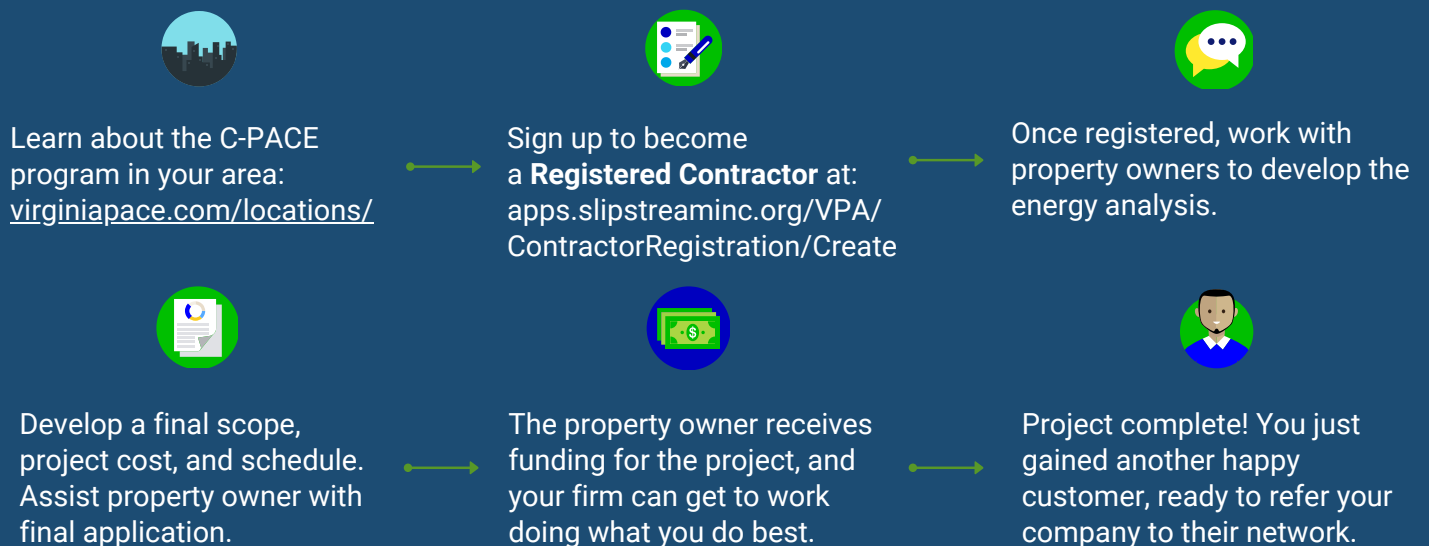 Learn about the C-PACE
program in your area:
virginiapace.com/locations/
Sign up to become
a Registered Contractor at:
apps.slipstreaminc.org/VPA/
ContractorRegistration/Create
Once registered, work with
property owners to develop the
energy analysis.
Develop a final scope,
project cost, and schedule.
Assist property owner with
final application.
$
The property owner receives
funding for the project, and
your firm can get to work
doing what you do best.
Project complete! You just
gained another happy
customer, ready to refer your
company to their network.